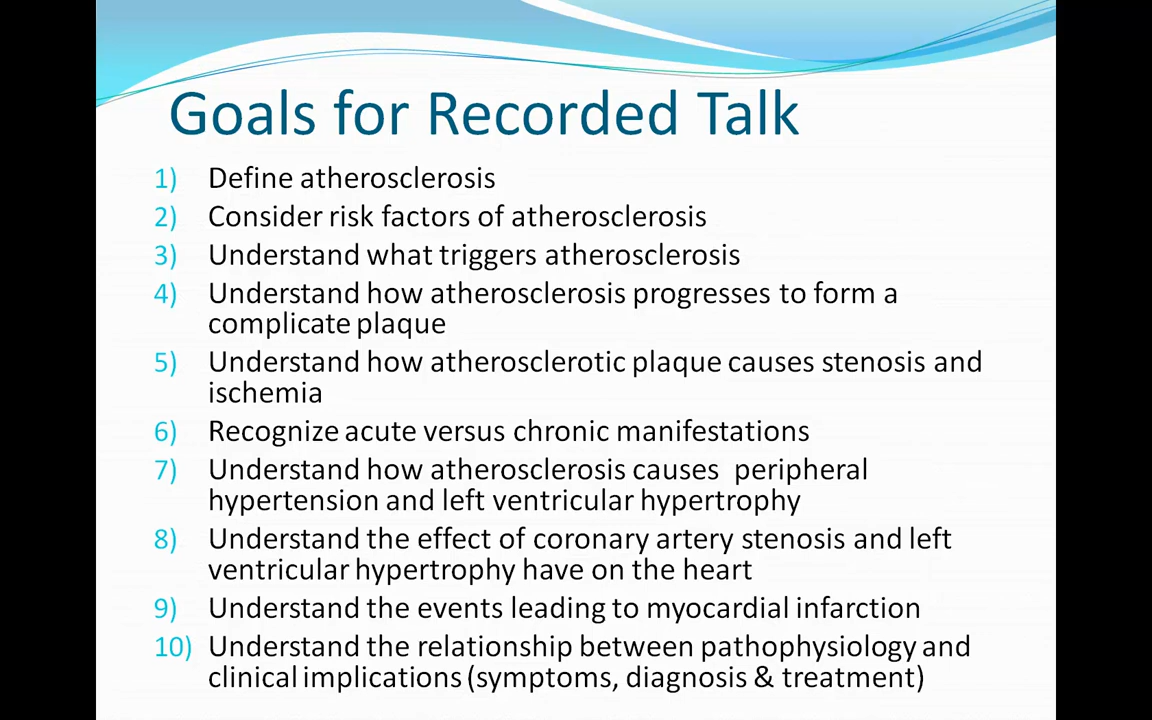 Goals for Recorded Talk
1) Define atherosclerosis
2) Consider risk factors of atherosclerosis
3) Understand what triggers atherosclerosis
4) Understand how atherosclerosis progresses to form a
complicate plaque
5) Understand how atherosclerotic plaque causes stenosis and
ischemia
6) Recognize acute versus chronic manifestations
7) Understand how atherosclerosis causes  peripheral
hypertension and left ventricular hypertrophy
8) Understand the effect of coronary artery stenosis and left
ventricular hypertrophy have on the heart
9) Understand the events leading to myocardial infarction
10) Understand the relationship between pathophysiology and
clinical implications (symptoms, diagnosis & treatment)